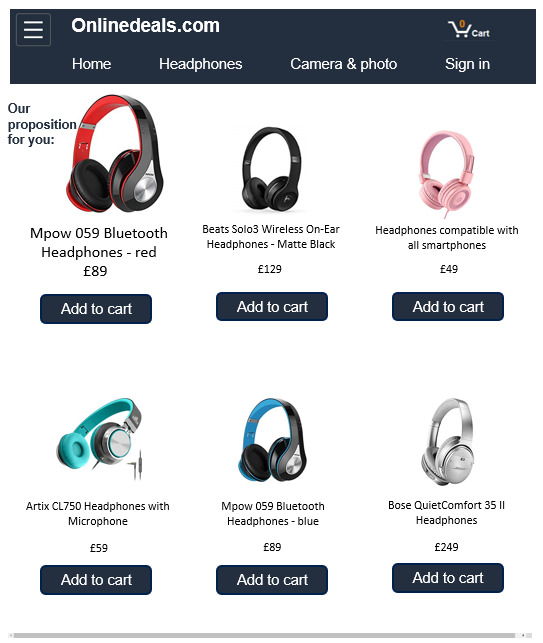 Onlinedeals.com
0
Cart
Home Headphones Camera & photo Sign in
Our
proposition
for you:
Mpow 059 Bluetooth
Headphones - red
£89
Add to cart
Beats Solo3 Wireless On-Ear
Headphones - Matte Black
£129
Add to cart
Headphones compatible with
all smartphones
£49
Add to cart
Artix CL750 Headphones with
Microphone
£59
Add to cart
Mpow 059 Bluetooth
Headphones - blue
£89
Add to cart
Bose QuietComfort 35 II
Headphones
£249
Add to cart